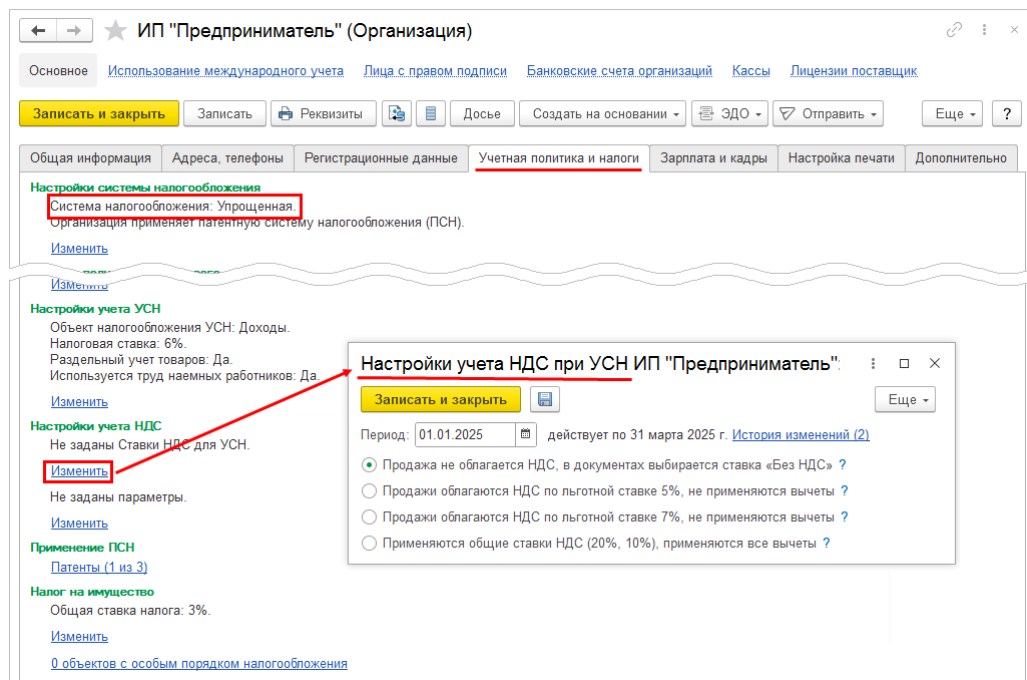 ИП "Предприниматель" (Организация)
Основное Использование международного учета Лица с правом подписи Банковские счета организаций Кассы Лицензии поставщик
Записать и закрыть Записать Реквизиты Досье Создать на основании ЭДО Отправить Еще ?
Общая информация Адреса, телефоны Регистрационные данные Учетная политика и налоги Зарплата и кадры Настройка печати Дополнительно
Настройки системы налогообложения
Система налогообложения: Упрощенная.
Организация применяет патентную систему налогообложения (ПСН).
Изменить
Изменить
Настройки учета УСН
Объект налогообложения УСН: Доходы.
Налоговая ставка: 6%.
Раздельный учет товаров: Да.
Используется труд наемных работников: Да.
Изменить
Настройки учета НДС
Не заданы Ставки НДС для УСН.
Изменить
Не заданы параметры.
Изменить
Применение ПСН
Патенты (1 из 3)
Налог на имущество
Общая ставка налога: 3%.
Изменить
0 объектов с особым порядком налогообложения
Настройки учета НДС при УСН ИП "Предприниматель":
Записать и закрыть Еще
Период: 01.01.2025 действует по 31 марта 2025 г. История изменений (2)
Продажа не облагается НДС, в документах выбирается ставка «Без НДС» ?
Продажи облагаются НДС по льготной ставке 5%, не применяются вычеты ?
Продажи облагаются НДС по льготной ставке 7%, не применяются вычеты ?
Применяются общие ставки НДС (20%, 10%), применяются все вычеты ?